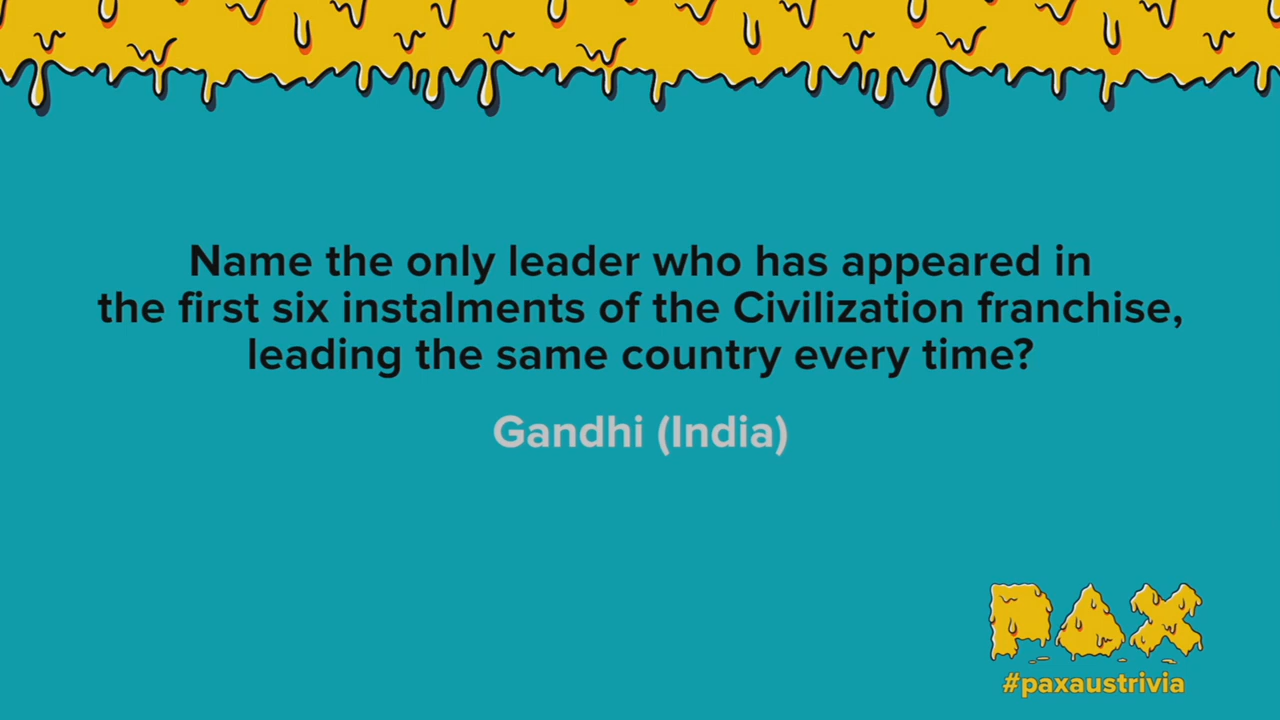 Name the only leader who has appeared in
the first six instalments of the Civilization franchise,
leading the same country every time?
Gandhi (India)
PAX
#paxaustrivia